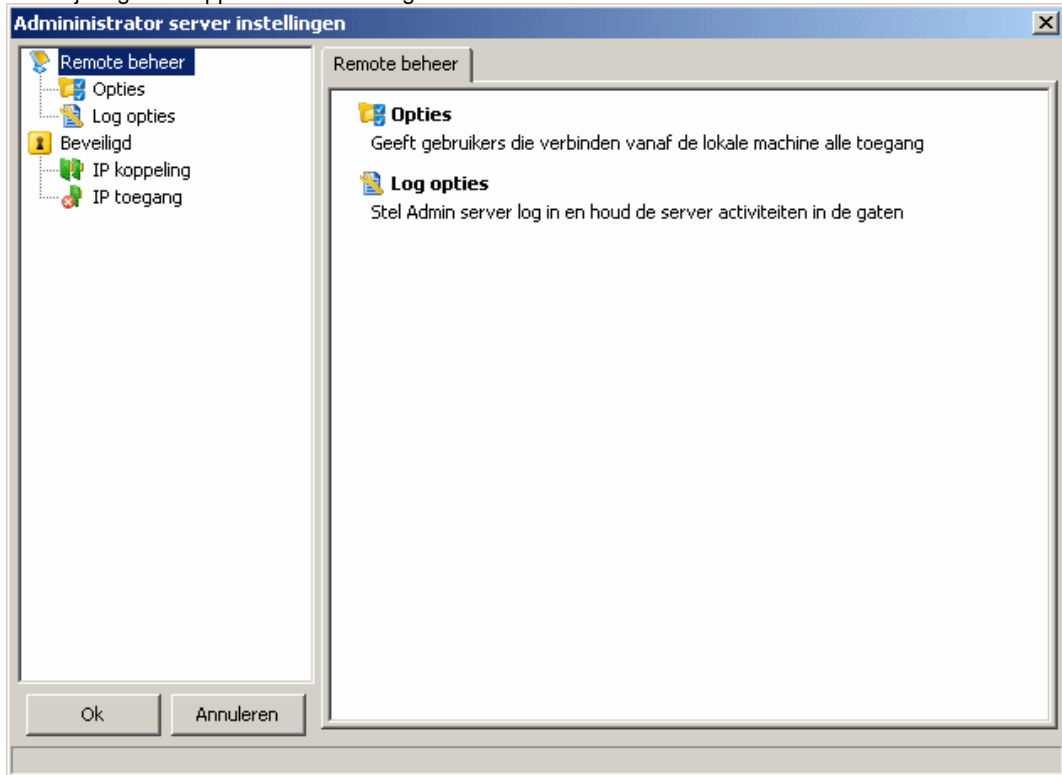 Admininistrator server instellingen
Remote beheer
Opties
Log opties
Beveiligd
IP koppeling
IP toegang
Remote beheer
Opties
Geeft gebruikers die verbinden vanaf de lokale machine alle toegang
Log opties
Stel Admin server log in en houd de server activiteiten in de gaten
Ok
Annuleren